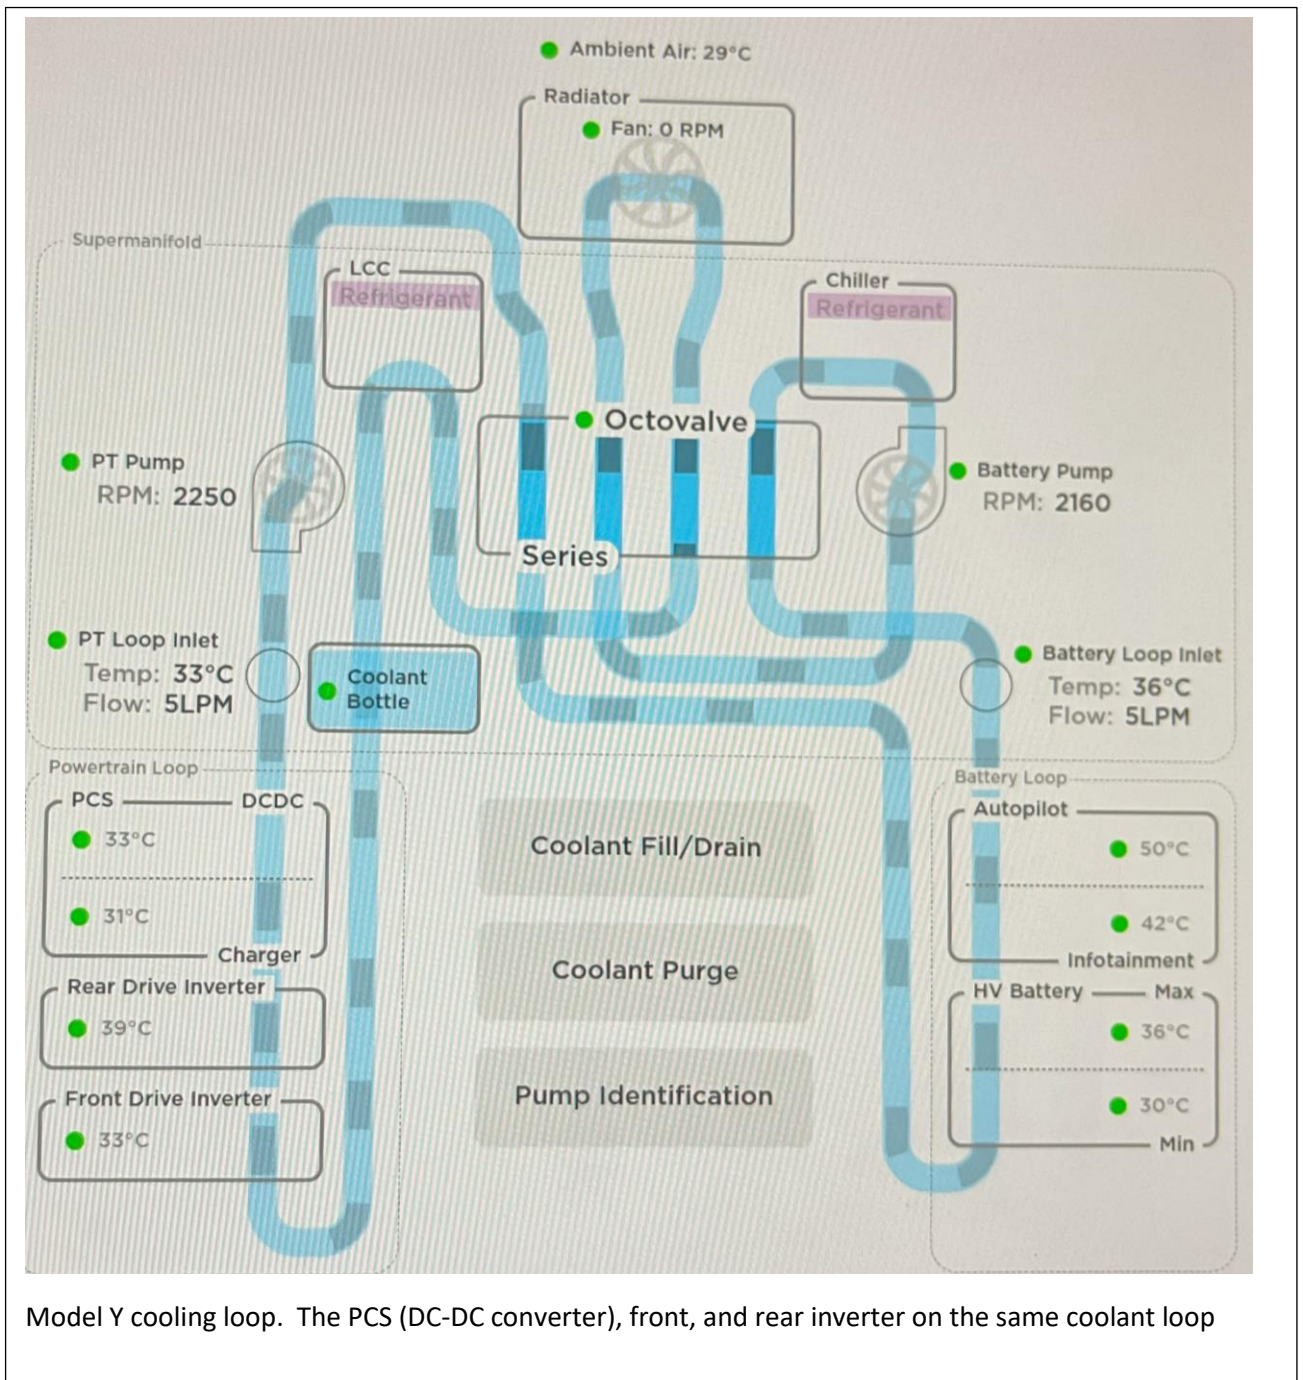 Ambient Air: 29°C
Radiator
Fan: 0 RPM
Supermanifold
LCC
Refrigerant
Chiller
Refrigerant
Octovalve
PT Pump
RPM: 2250
Battery Pump
RPM: 2160
Series
PT Loop Inlet
Temp: 33°C
Flow: 5LPM
Coolant
Bottle
Battery Loop Inlet
Temp: 36°C
Flow: 5LPM
Powertrain Loop
PCS DCDC
33°C
31°C
Charger
Rear Drive Inverter
39°C
Front Drive Inverter
33°C
Coolant Fill/Drain
Coolant Purge
Pump Identification
Battery Loop
Autopilot
50°C
42°C
Infotainment
HV Battery Max
36°C
30°C
Min
Model Y cooling loop. The PCS (DC-DC converter), front, and rear inverter on the same coolant loop